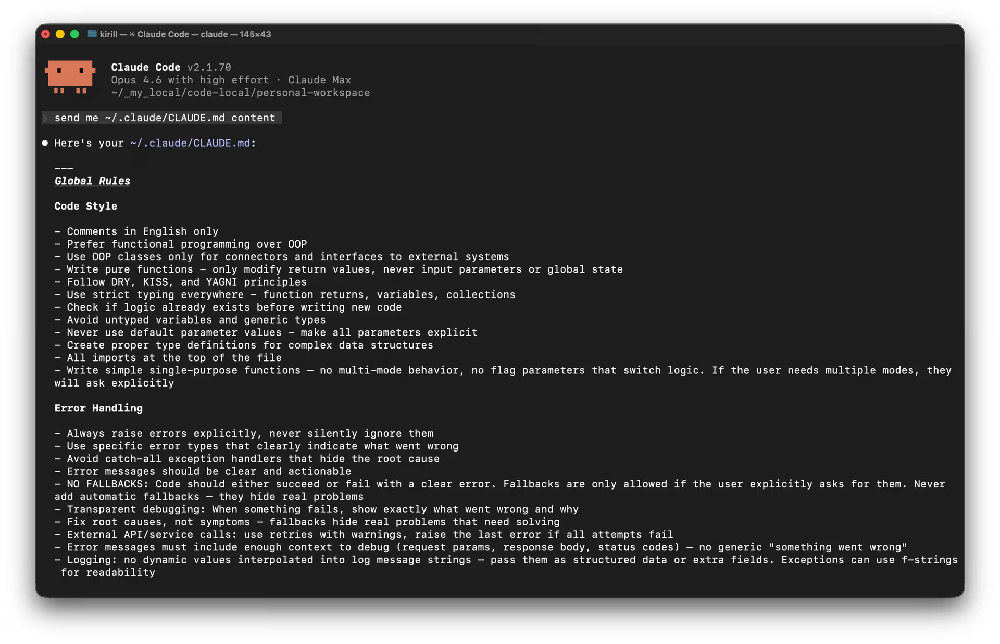 kirill — ✳ Claude Code — claude — 145×43
Claude Code v2.1.70
Opus 4.6 with high effort · Claude Max
~/_my_local/code-local/personal-workspace
❯ send me ~/.claude/CLAUDE.md content
● Here's your ~/.claude/CLAUDE.md:
---
Global Rules
Code Style
- Comments in English only
- Prefer functional programming over OOP
- Use OOP classes only for connectors and interfaces to external systems
- Write pure functions - only modify return values, never input parameters or global state
- Follow DRY, KISS, and YAGNI principles
- Use strict typing everywhere - function returns, variables, collections
- Check if logic already exists before writing new code
- Avoid untyped variables and generic types
- Never use default parameter values - make all parameters explicit
- Create proper type definitions for complex data structures
- All imports at the top of the file
- Write simple single-purpose functions — no multi-mode behavior, no flag parameters that switch logic. If the user needs multiple modes, they
will ask explicitly
Error Handling
- Always raise errors explicitly, never silently ignore them
- Use specific error types that clearly indicate what went wrong
- Avoid catch-all exception handlers that hide the root cause
- Error messages should be clear and actionable
- NO FALLBACKS: Code should either succeed or fail with a clear error. Fallbacks are only allowed if the user explicitly asks for them. Never
add automatic fallbacks — they hide real problems
- Transparent debugging: When something fails, show exactly what went wrong and why
- Fix root causes, not symptoms - fallbacks hide real problems that need solving
- External API/service calls: use retries with warnings, raise the last error if all attempts fail
- Error messages must include enough context to debug (request params, response body, status codes) — no generic "something went wrong"
- Logging: no dynamic values interpolated into log message strings — pass them as structured data or extra fields. Exceptions can use f-strings
for readability